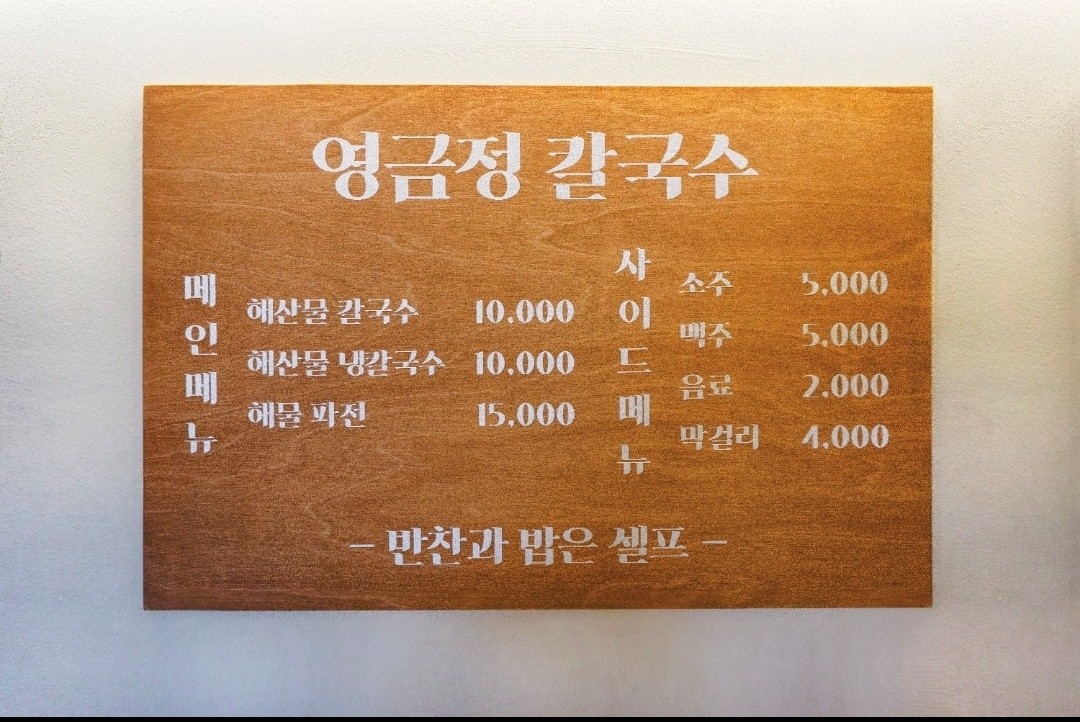 영금정 칼국수
메인메뉴
해산물 칼국수 10,000
해산물 냉칼국수 10,000
해물 파전 15,000
사이드메뉴
소주 5,000
맥주 5,000
음료 2,000
막걸리 4,000
– 반찬과 밥은 셀프 –